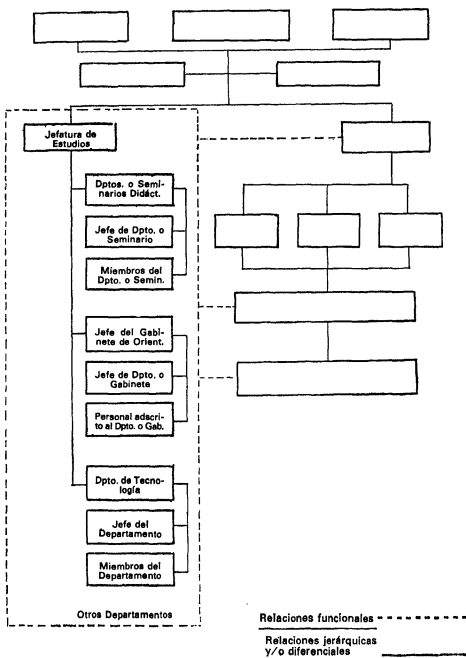 Jefatura de
Estudios
Dptos. o Semi-
narios Didáct.
Jefe de Dpto. o
Seminario
Miembros del
Dpto. o Semin.
Jefe del Gabi-
nete de Orient.
Jefe de Dpto. o
Gabinete
Personal adscri-
to al Dpto. o Gab.
Dpto. de Tecno-
logía
Jefe del
Departamento
Miembros del
Departamento
Otros Departamentos
Relaciones funcionales
Relaciones jerárquicas
y/o diferenciales